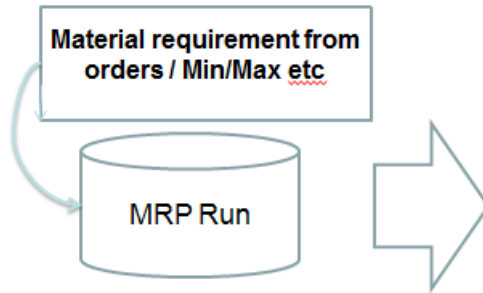 Material requirement from
orders / Min/Max etc
MRP Run